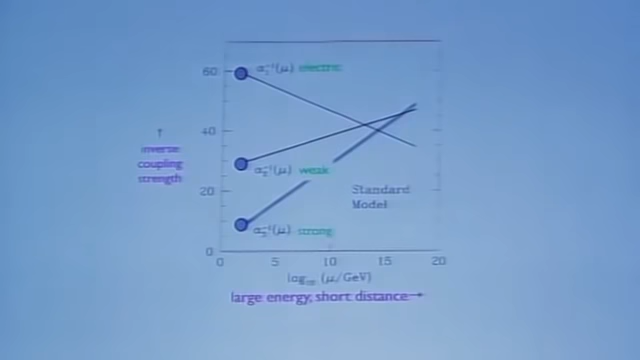 60
α₁⁻¹(μ) electric
40
↑
inverse
coupling
strength
α₂⁻¹(μ) weak
20
Standard
Model
α₃⁻¹(μ) strong
0
0 5 10 15 20
log₁₀ (μ/GeV)
large energy, short distance →